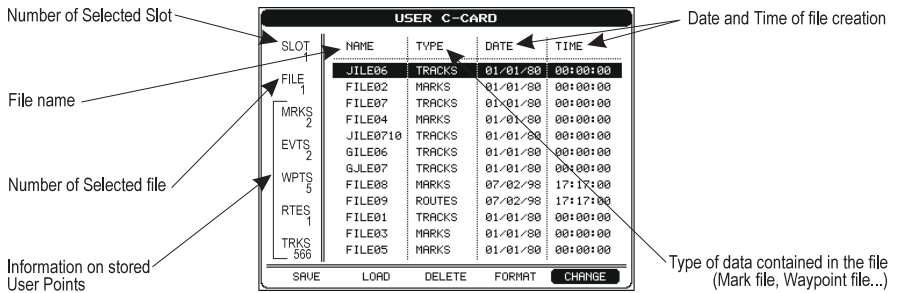 Number of Selected Slot
File name
Number of Selected file
Information on stored
User Points
USER C-CARD
SLOT
1
FILE
1
MRKS
2
EVTS
2
WPTS
5
RTES
1
TRKS
566
NAME TYPE DATE TIME
JILE06 TRACKS 01/01/80 00:00:00
FILE02 MARKS 01/01/80 00:00:00
FILE07 TRACKS 01/01/80 00:00:00
FILE04 MARKS 01/01/80 00:00:00
JILE0710 TRACKS 01/01/80 00:00:00
GILE06 TRACKS 01/01/80 00:00:00
GJLE07 TRACKS 01/01/80 00:00:00
FILE08 MARKS 07/02/98 17:17:00
FILE09 ROUTES 07/02/98 17:17:00
FILE01 TRACKS 01/01/80 00:00:00
FILE03 MARKS 01/01/80 00:00:00
FILE05 MARKS 01/01/80 00:00:00
SAVE LOAD DELETE FORMAT CHANGE
Date and Time of file creation
Type of data contained in the file
(Mark file, Waypoint file...)